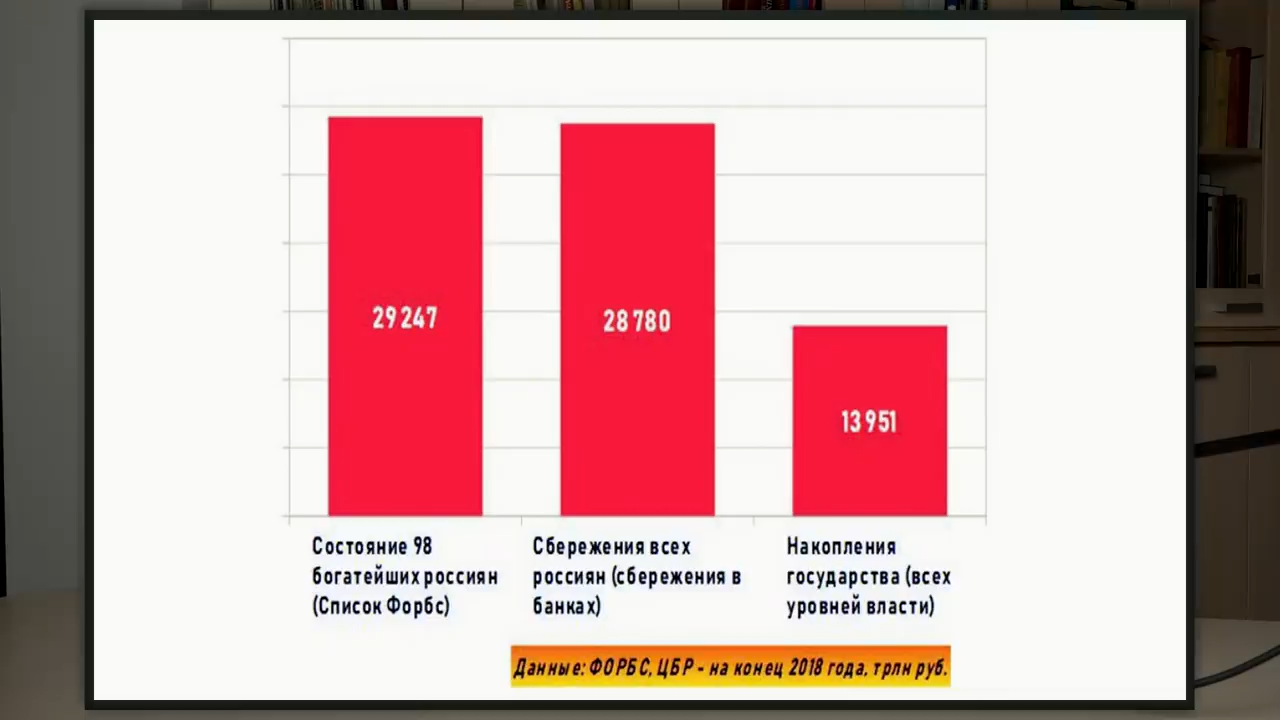 29 247
28 780
13 951
Состояние 98
богатейших россиян
(Список Форбс)
Сбережения всех
россиян (сбережения в
банках)
Накопления
государства (всех
уровней власти)
Данные: ФОРБС, ЦБР - на конец 2018 года, трлн руб.